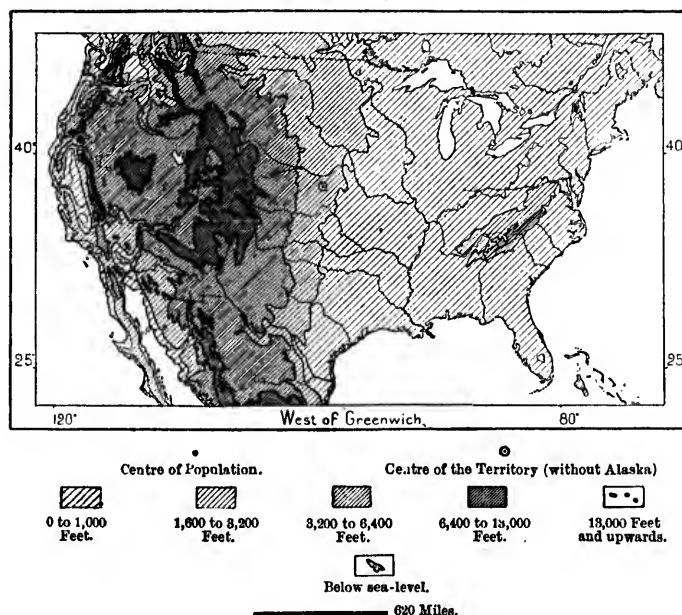 40° 40°
25° 25°
120° West of Greenwich. 80°
Centre of Population. Centre of the Territory (without Alaska)
0 to 1,000 Feet. 1,600 to 3,200 Feet. 3,200 to 6,400 Feet. 6,400 to 13,000 Feet. 13,000 Feet and upwards.
Below sea-level.
620 Miles.